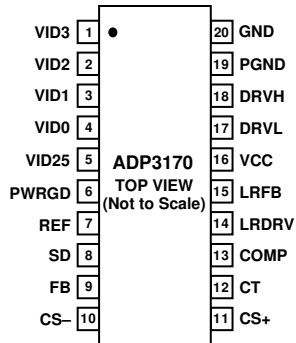 VID3 1 20 GND
VID2 2 19 PGND
VID1 3 18 DRVH
VID0 4 17 DRVL
VID25 5 ADP3170 16 VCC
PWRGD 6 TOP VIEW 15 LRFB
(Not to Scale)
REF 7 14 LRDRV
SD 8 13 COMP
FB 9 12 CT
CS– 10 11 CS+